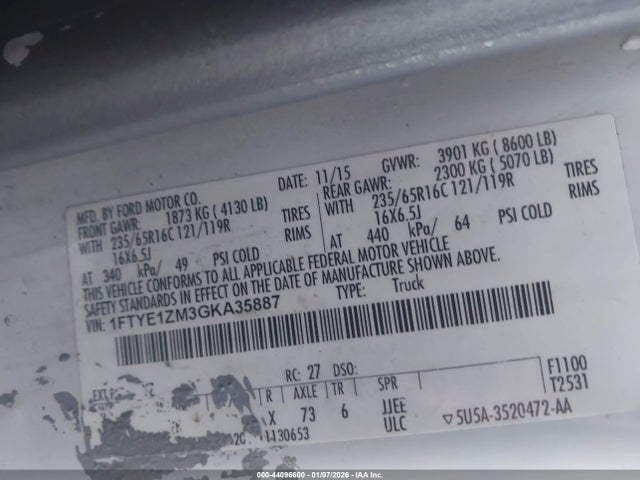 MFD. BY FORD MOTOR CO.
DATE: 11/15
GVWR: 3901 KG ( 8600 LB)
FRONT GAWR: 1873 KG ( 4130 LB)
REAR GAWR: 2300 KG ( 5070 LB)
WITH 235/65R16C 121/119R TIRES
WITH 235/65R16C 121/119R TIRES
16X6.5J RIMS
16X6.5J RIMS
AT 340 kPa/ 49 PSI COLD
AT 440 kPa/ 64 PSI COLD
THIS VEHICLE CONFORMS TO ALL APPLICABLE FEDERAL MOTOR VEHICLE
SAFETY STANDARDS IN EFFECT ON THE DATE OF MANUFACTURE SHOWN ABOVE.
VIN: 1FTYE1ZM3GKA35887
TYPE: Truck
F1100
T2531
RC: 27 DSO:
R AXLE TR SPR
X 73 6 JJEE
ULC
1130653
▽5U5A-3520472-AA
000-44096600 - 01/07/2026 - IAA Inc.